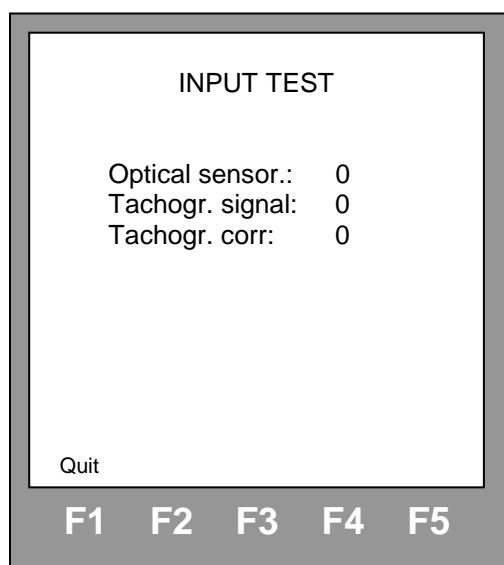 INPUT TEST
Optical sensor.: 0
Tachogr. signal: 0
Tachogr. corr: 0
Quit
F1 F2 F3 F4 F5